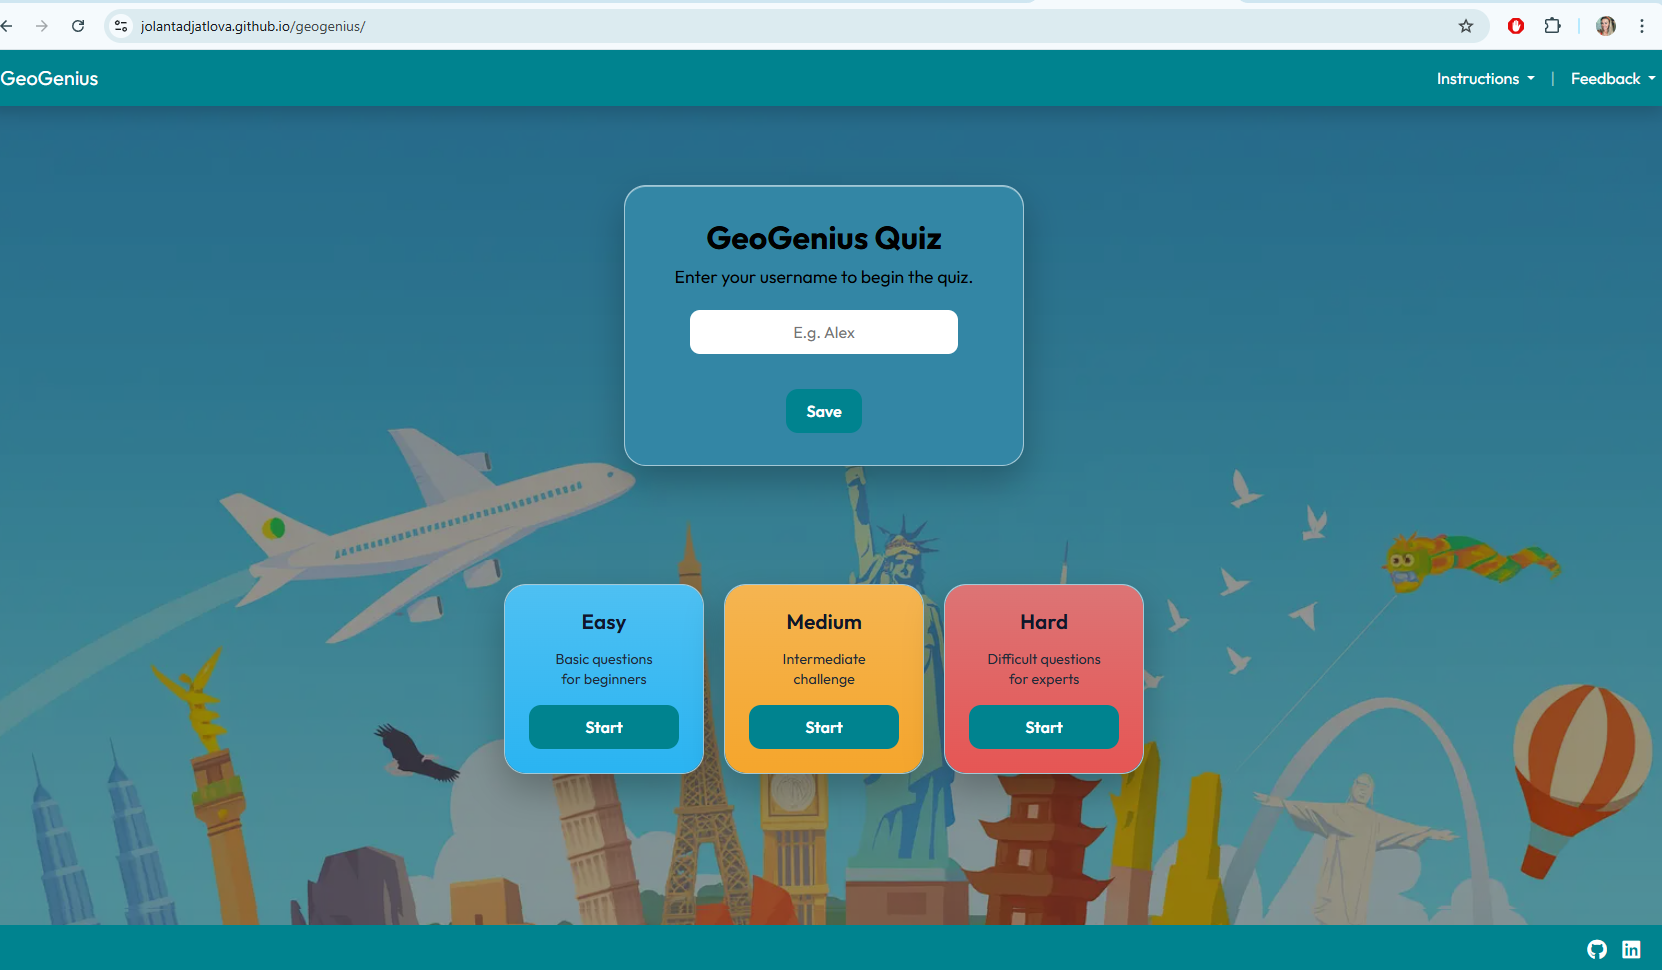 jolantadjatlova.github.io/geogenius/
GeoGenius
Instructions | Feedback
GeoGenius Quiz
Enter your username to begin the quiz.
E.g. Alex
Save
Easy
Basic questions
for beginners
Start
Medium
Intermediate
challenge
Start
Hard
Difficult questions
for experts
Start
in